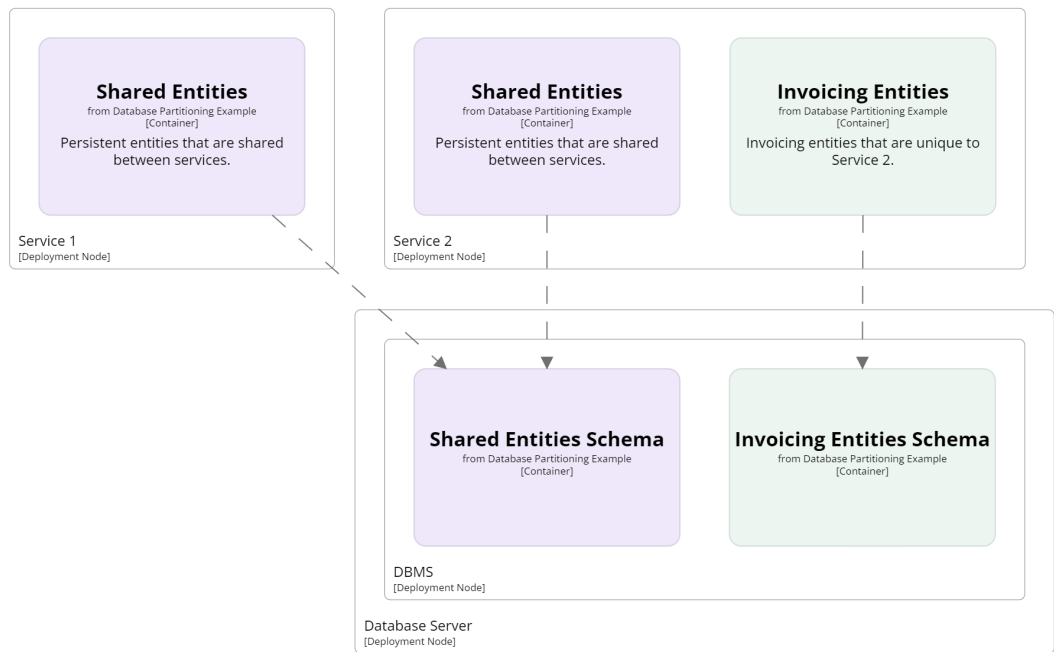 Shared Entities
from Database Partitioning Example
[Container]
Persistent entities that are shared
between services.
Service 1
[Deployment Node]
Shared Entities
from Database Partitioning Example
[Container]
Persistent entities that are shared
between services.
Invoicing Entities
from Database Partitioning Example
[Container]
Invoicing entities that are unique to
Service 2.
Service 2
[Deployment Node]
Shared Entities Schema
from Database Partitioning Example
[Container]
Invoicing Entities Schema
from Database Partitioning Example
[Container]
DBMS
[Deployment Node]
Database Server
[Deployment Node]